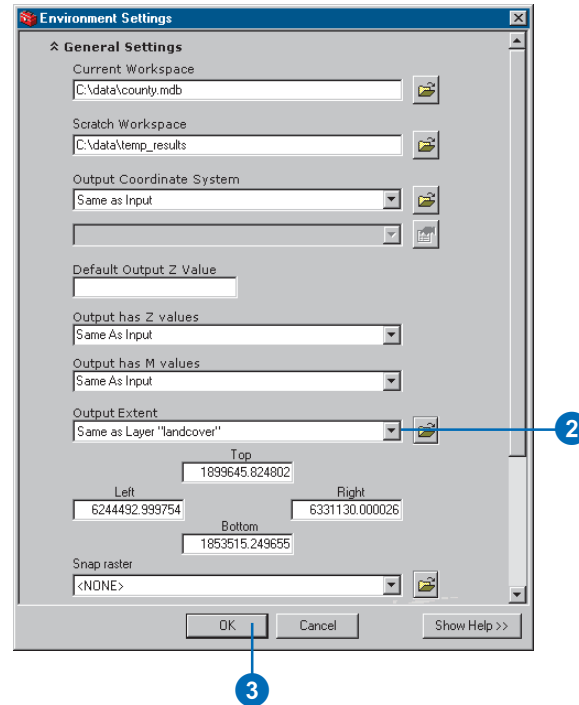 Environment Settings
General Settings
Current Workspace
C:\data\county.mdb
Scratch Workspace
C:\data\temp_results
Output Coordinate System
Same as Input
Default Output Z Value
Output has Z values
Same As Input
Output has M values
Same As Input
Output Extent
Same as Layer "landcover"
2
Top
1899645.824802
Left Right
6244492.999754 6331130.000026
Bottom
1853515.249655
Snap raster
<NONE>
OK Cancel Show Help >>
3